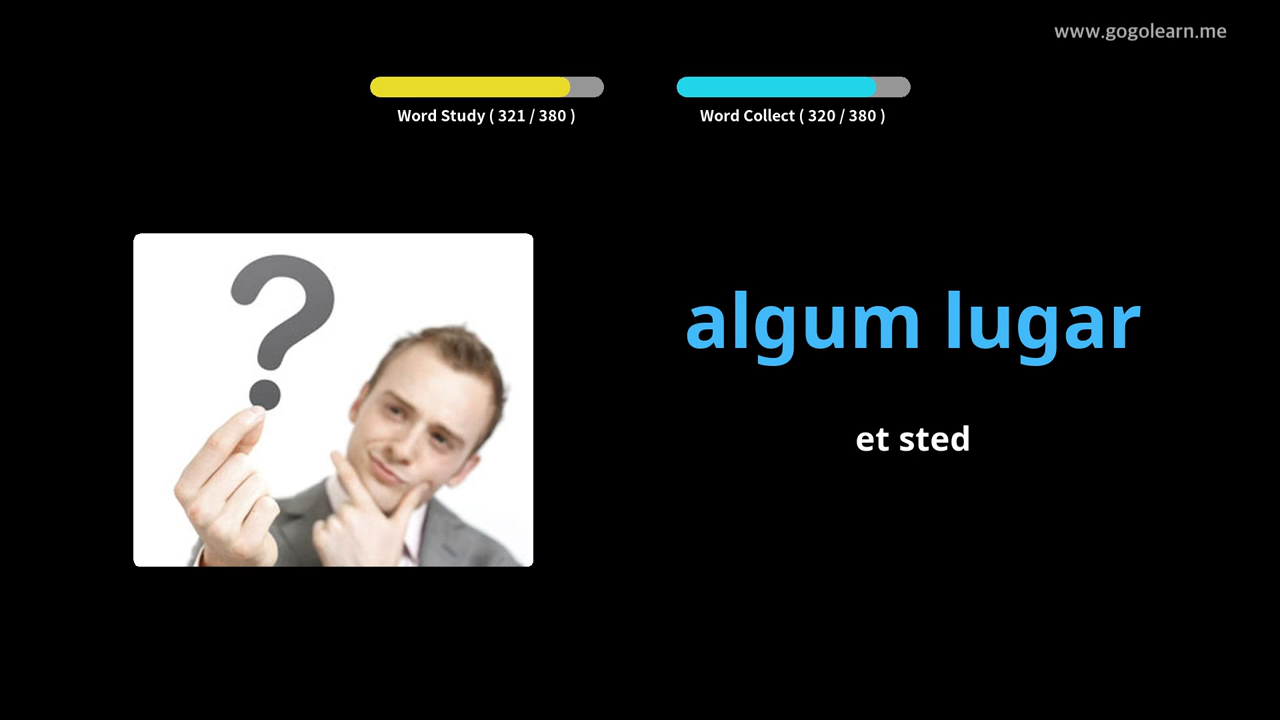 www.gogolearn.me
Word Study ( 321 / 380 )
Word Collect ( 320 / 380 )
algum lugar
et sted